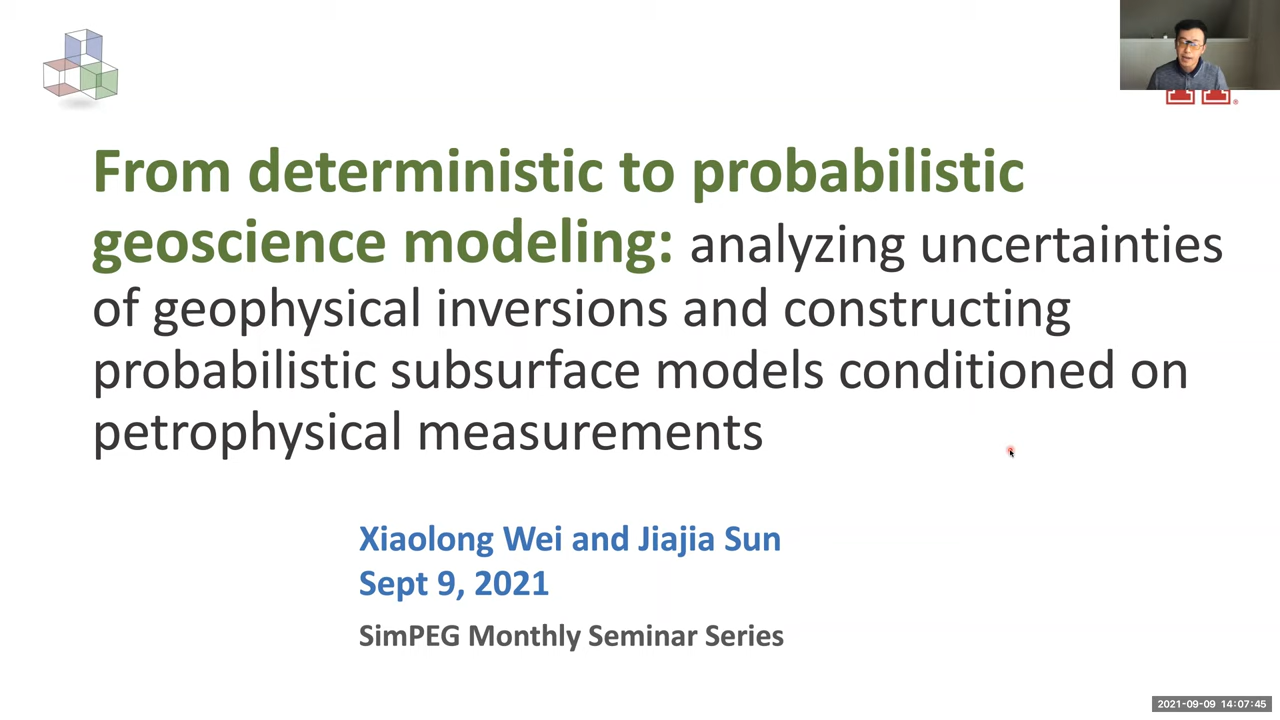 From deterministic to probabilistic
geoscience modeling: analyzing uncertainties
of geophysical inversions and constructing
probabilistic subsurface models conditioned on
petrophysical measurements
Xiaolong Wei and Jiajia Sun
Sept 9, 2021
SimPEG Monthly Seminar Series
2021-09-09 14:07:45